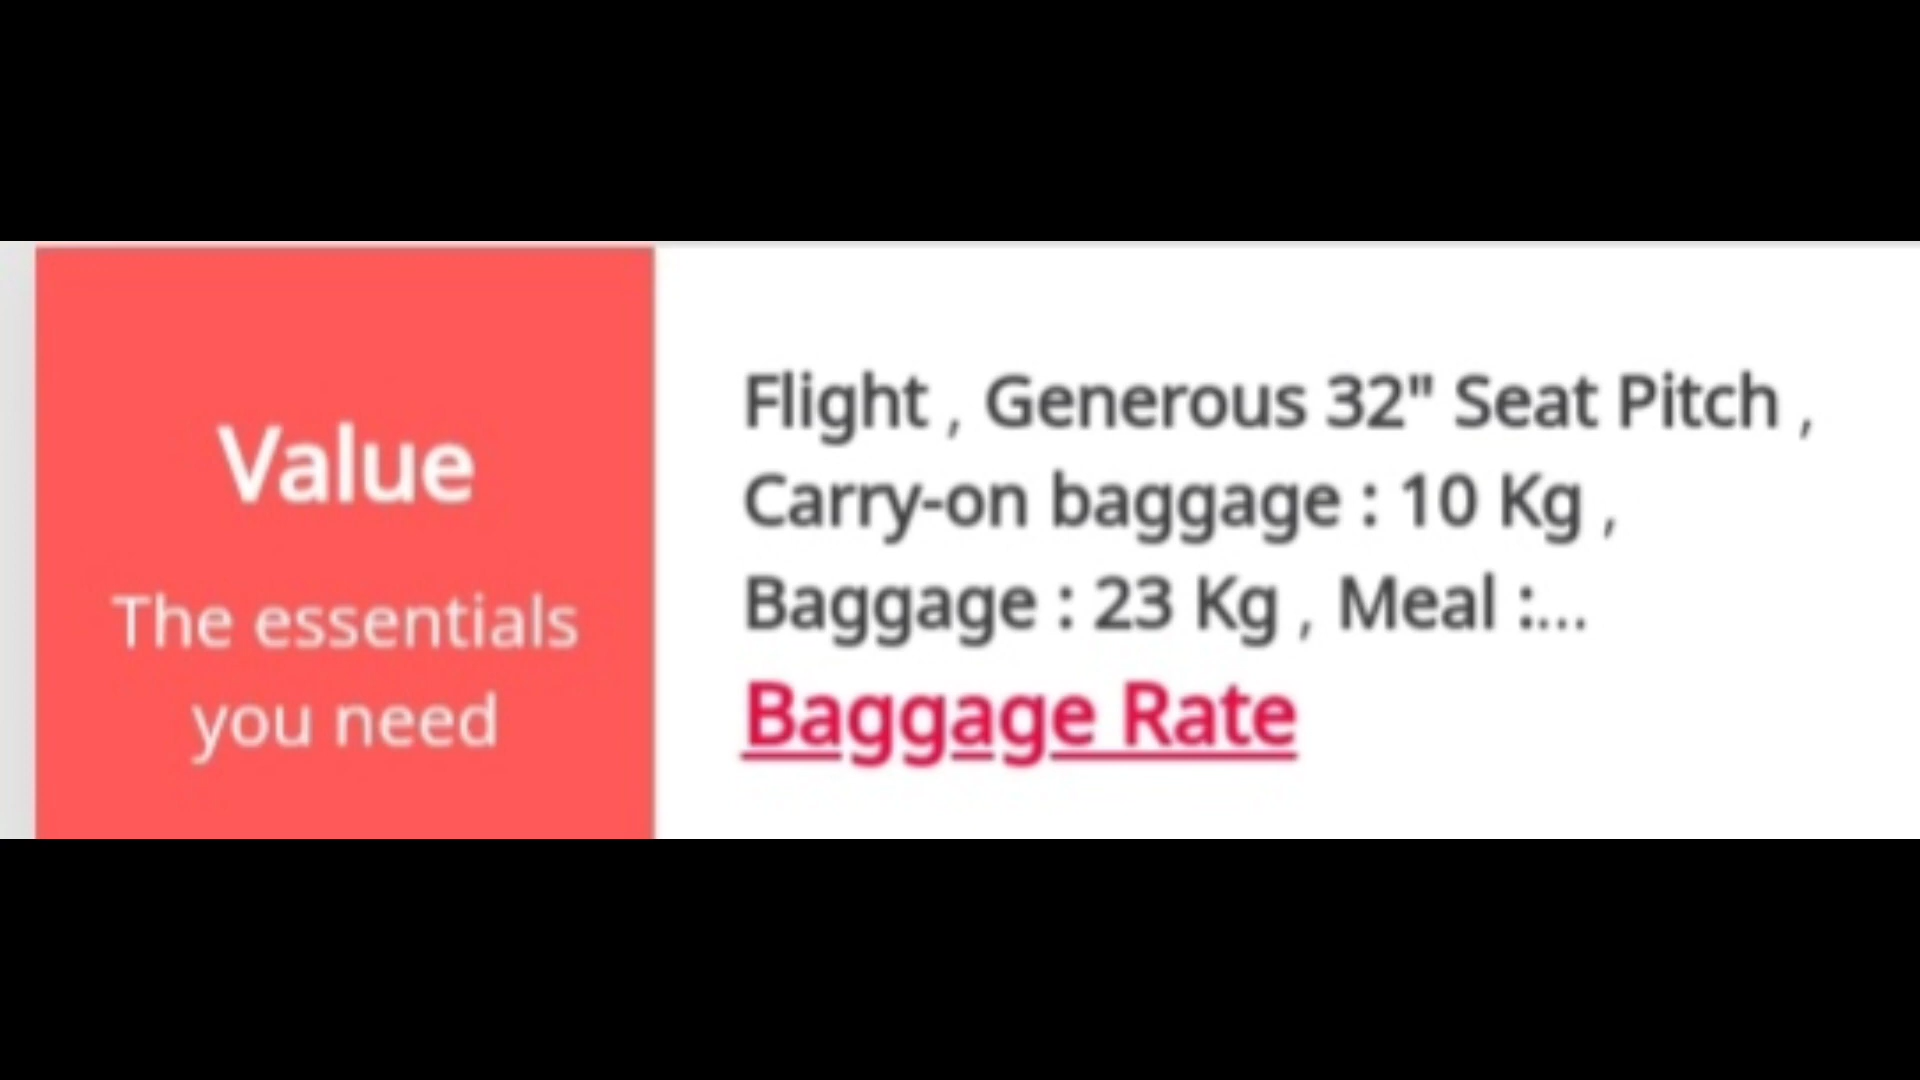 Value
The essentials
you need
Flight , Generous 32" Seat Pitch ,
Carry-on baggage : 10 Kg ,
Baggage : 23 Kg , Meal :...
Baggage Rate